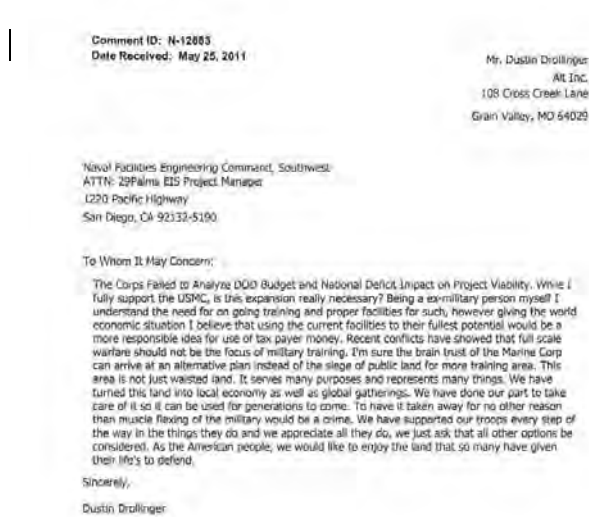 Comment ID: N-12883
Date Received: May 25, 2011
Mr. Dustin Drollinger
Alt Inc.
108 Cross Creek Lane
Grain Valley, MO 64029
Naval Facilities Engineering Command, Southwest
ATTN: 29Palms EIS Project Manager
1220 Pacific Highway
San Diego, CA 92132-5190
To Whom It May Concern:
The Corps Failed to Analyze DOD Budget and National Deficit Impact on Project Viability. While I
fully support the USMC, is this expansion really necessary? Being a ex-military person myself I
understand the need for on going training and proper facilities for such, however giving the world
economic situation I believe that using the current facilities to their fullest potential would be a
more responsible idea for use of tax payer money. Recent conflicts have showed that full scale
warfare should not be the focus of military training. I'm sure the brain trust of the Marine Corp
can arrive at an alternative plan instead of the siege of public land for more training area. This
area is not just waisted land. It serves many purposes and represents many things. We have
turned this land into local economy as well as global gatherings. We have done our part to take
care of it so it can be used for generations to come. To have it taken away for no other reason
than muscle flexing of the military would be a crime. We have supported our troops every step of
the way in the things they do and we appreciate all they do, we just ask that all other options be
considered. As the American people, we would like to enjoy the land that so many have given
their life's to defend.
Sincerely,
Dustin Drollinger